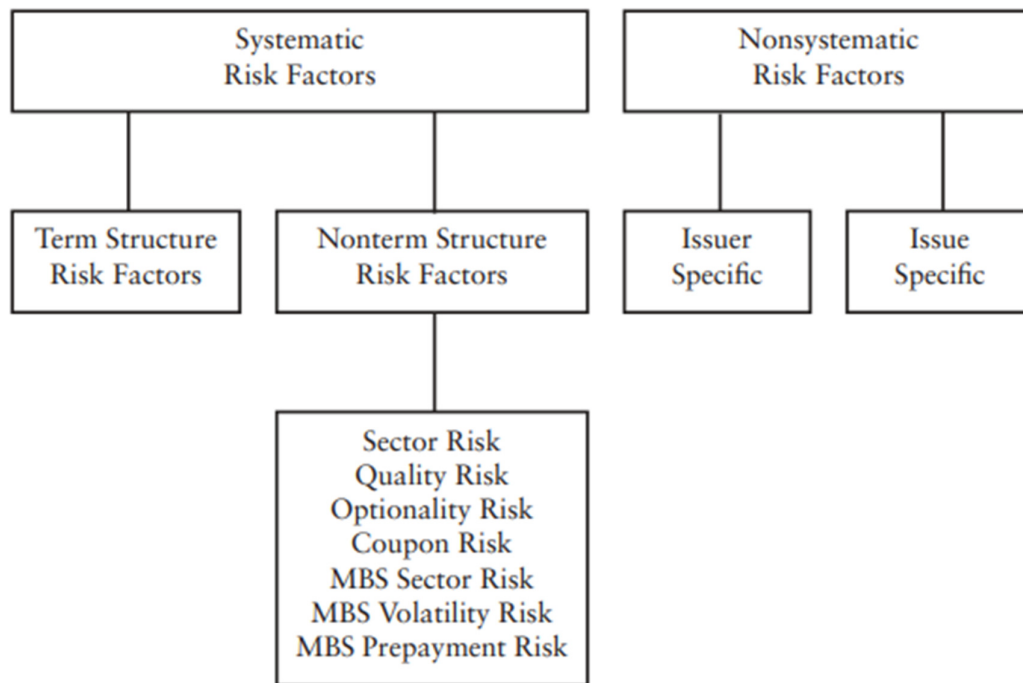 Systematic
Risk Factors
Nonsystematic
Risk Factors
Term Structure
Risk Factors
Nonterm Structure
Risk Factors
Issuer
Specific
Issue
Specific
Sector Risk
Quality Risk
Optionality Risk
Coupon Risk
MBS Sector Risk
MBS Volatility Risk
MBS Prepayment Risk